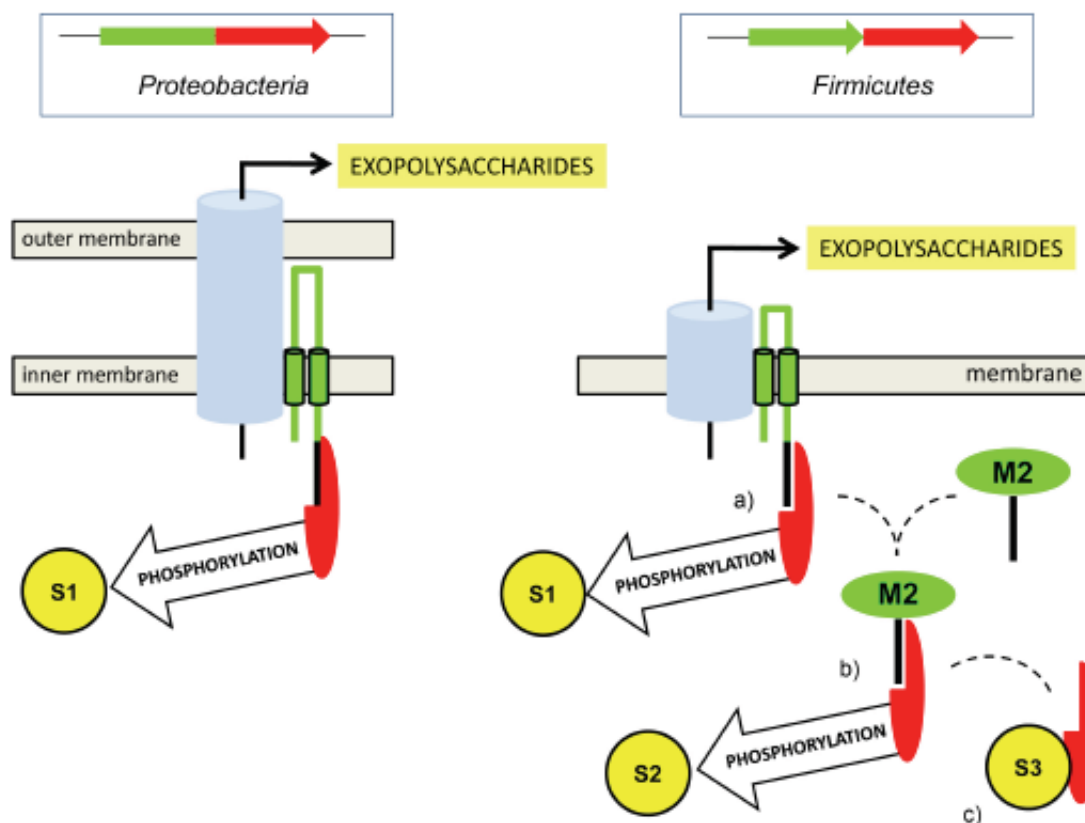 Proteobacteria
Firmicutes
EXOPOLYSACCHARIDES
outer membrane
EXOPOLYSACCHARIDES
inner membrane
membrane
M2
a)
PHOSPHORYLATION
S1
PHOSPHORYLATION
S1
M2
b)
PHOSPHORYLATION
S2
S3
c)